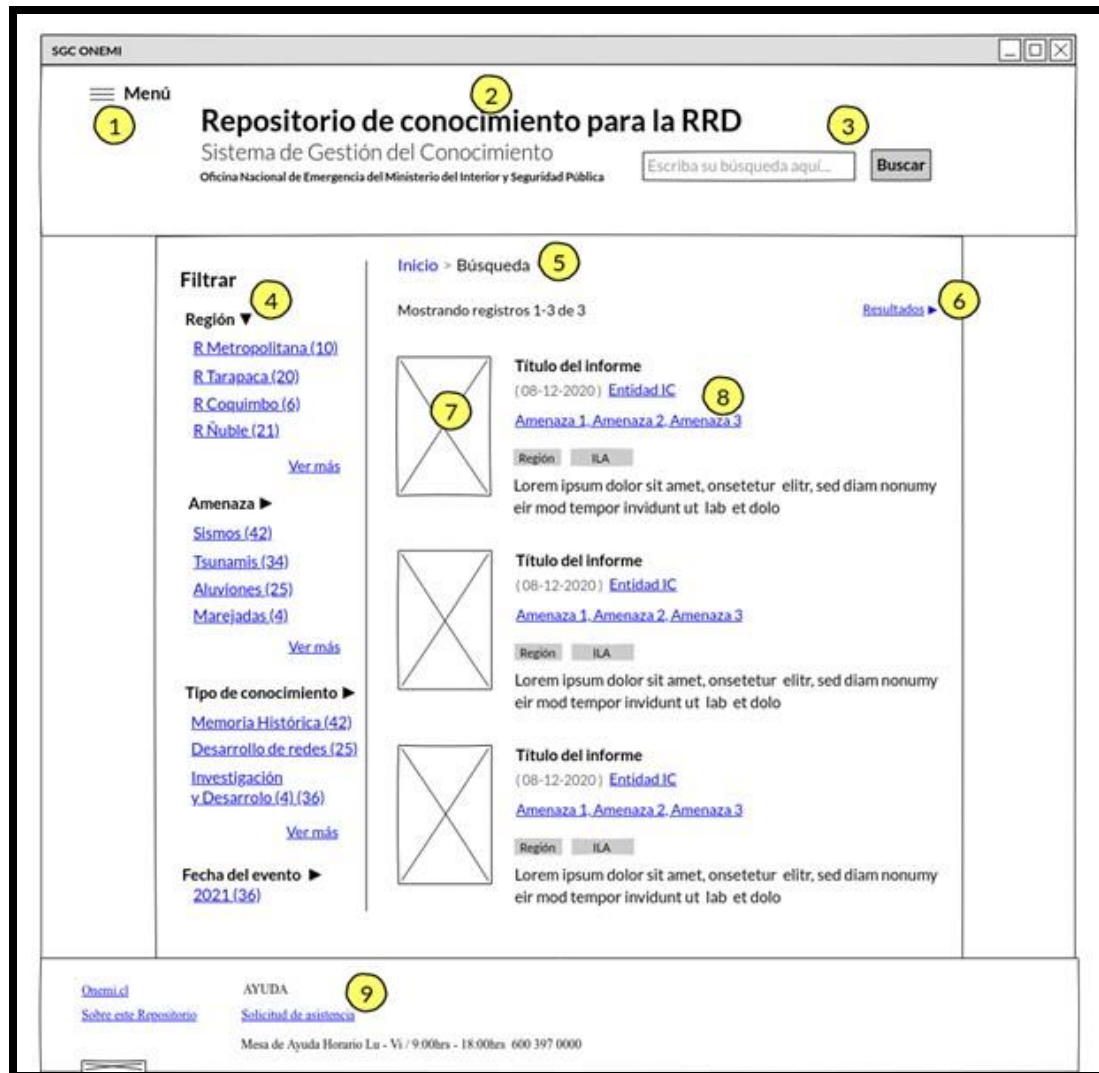 SGC ONEMI
Menú
1
2
Repositorio de conocimiento para la RRD
3
Sistema de Gestión del Conocimiento
Oficina Nacional de Emergencia del Ministerio del Interior y Seguridad Pública
Escriba su búsqueda aquí...
Buscar
Filtrar
4
Región ▼
R Metropolitana (10)
R Tarapaca (20)
R Coquimbo (6)
R Ñuble (21)
Ver más
Amenaza ►
Sismos (42)
Tsunamis (34)
Aluviones (25)
Marejadas (4)
Ver más
Tipo de conocimiento ►
Memoria Histórica (42)
Desarrollo de redes (25)
Investigación
y Desarrolo (4) (36)
Ver más
Fecha del evento ►
2021 (36)
Inicio > Búsqueda
5
Mostrando registros 1-3 de 3
Resultados ►
6
7
Título del informe
(08-12-2020) Entidad IC
8
Amenaza 1, Amenaza 2, Amenaza 3
Región ILA
Lorem ipsum dolor sit amet, onsetetur elitr, sed diam nonumy
eir mod tempor invidunt ut lab et dolo
Título del informe
(08-12-2020) Entidad IC
Amenaza 1, Amenaza 2, Amenaza 3
Región ILA
Lorem ipsum dolor sit amet, onsetetur elitr, sed diam nonumy
eir mod tempor invidunt ut lab et dolo
Título del informe
(08-12-2020) Entidad IC
Amenaza 1, Amenaza 2, Amenaza 3
Región ILA
Lorem ipsum dolor sit amet, onsetetur elitr, sed diam nonumy
eir mod tempor invidunt ut lab et dolo
Onemi.cl
Sobre este Repositorio
AYUDA
9
Solicitud de asistencia
Mesa de Ayuda Horario Lu - Vi / 9:00hrs - 18:00hrs 600 397 0000